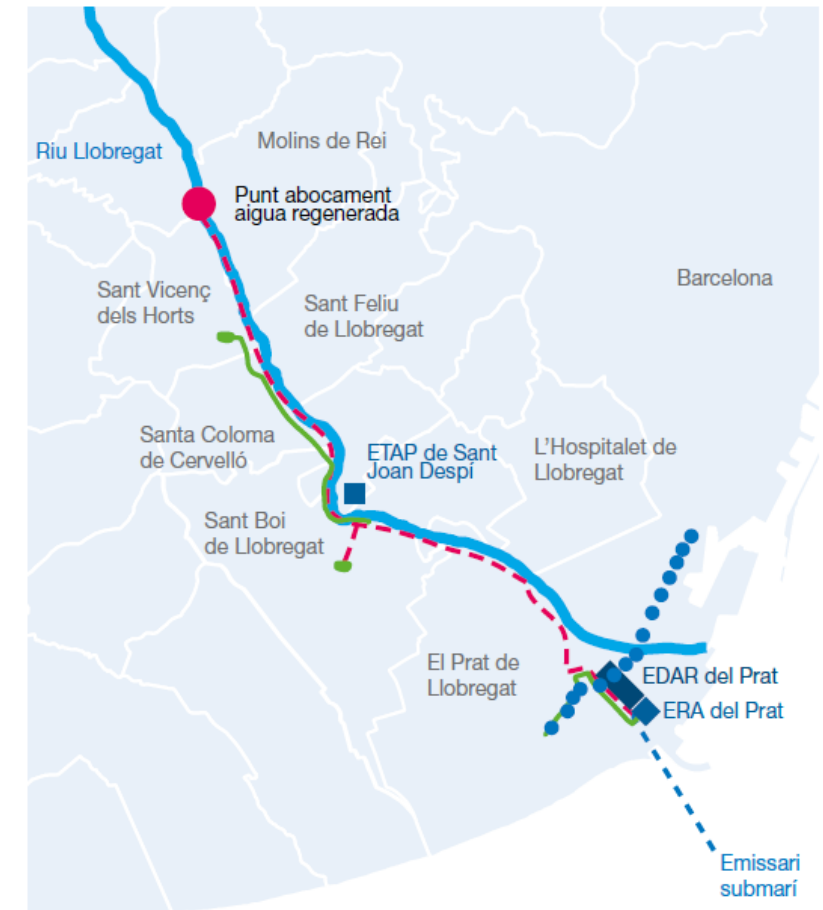 Molins de Rei
Riu Llobregat
Punt abocament
aigua regenerada
Barcelona
Sant Vicenç
dels Horts
Sant Feliu
de Llobregat
Santa Coloma
de Cervelló
ETAP de Sant
Joan Despí
L'Hospitalet de
Llobregat
Sant Boi
de Llobregat
El Prat de
Llobregat
EDAR del Prat
ERA del Prat
Emissari
submarí